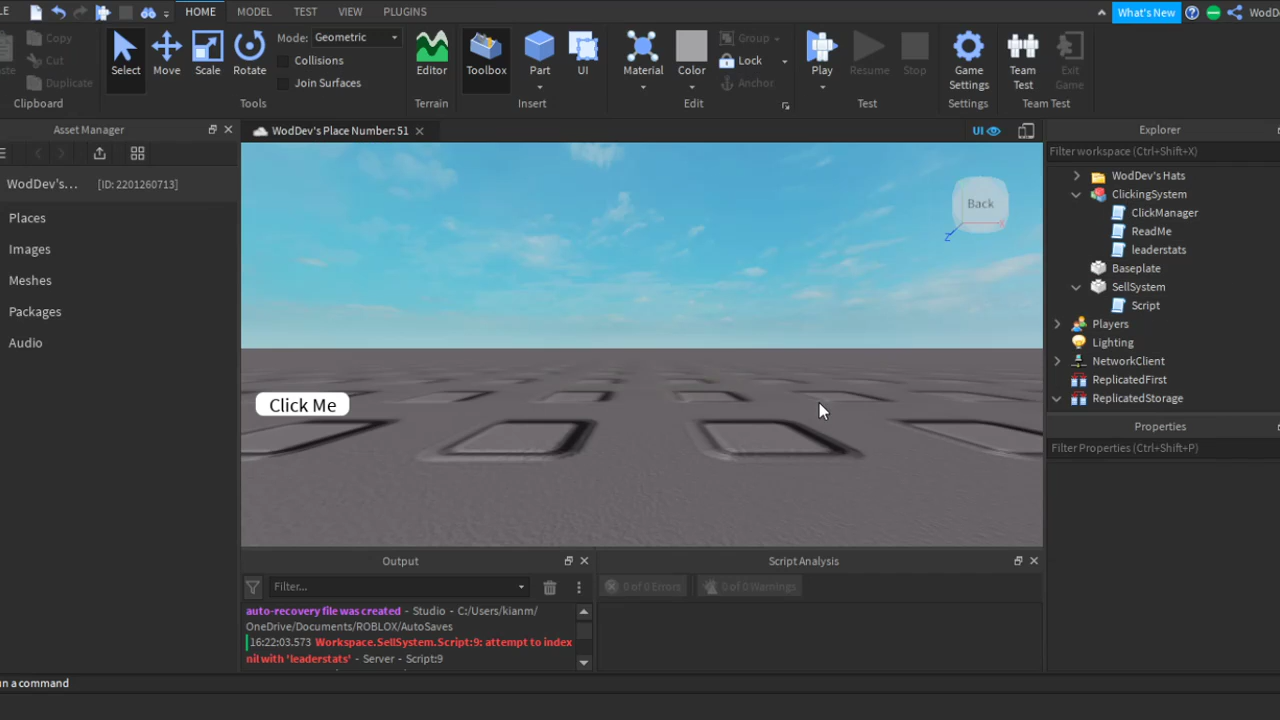 LE HOME MODEL TEST VIEW PLUGINS What's New WodD
Copy Mode: Geometric Group
Cut Collisions Lock
Duplicate Join Surfaces Anchor
Select Move Scale Rotate Editor Toolbox Part UI Material Color Play Resume Stop Game Settings Team Test Exit Game
Clipboard Tools Terrain Insert Edit Test Settings Team Test
Asset Manager
WodDev's... [ID: 2201260713]
Places
Images
Meshes
Packages
Audio
WodDev's Place Number: 51 UI
Back
Click Me
Explorer
Filter workspace (Ctrl+Shift+X)
WodDev's Hats
ClickingSystem
ClickManager
ReadMe
leaderstats
Baseplate
SellSystem
Script
Players
Lighting
NetworkClient
ReplicatedFirst
ReplicatedStorage
Properties
Filter Properties (Ctrl+Shift+P)
Output
Filter...
auto-recovery file was created - Studio - C:/Users/kianm/
OneDrive/Documents/ROBLOX/AutoSaves
16:22:03.573 Workspace.SellSystem.Script:9: attempt to index
nil with 'leaderstats' - Server - Script:9
Script Analysis
0 of 0 Errors 0 of 0 Warnings
n a command